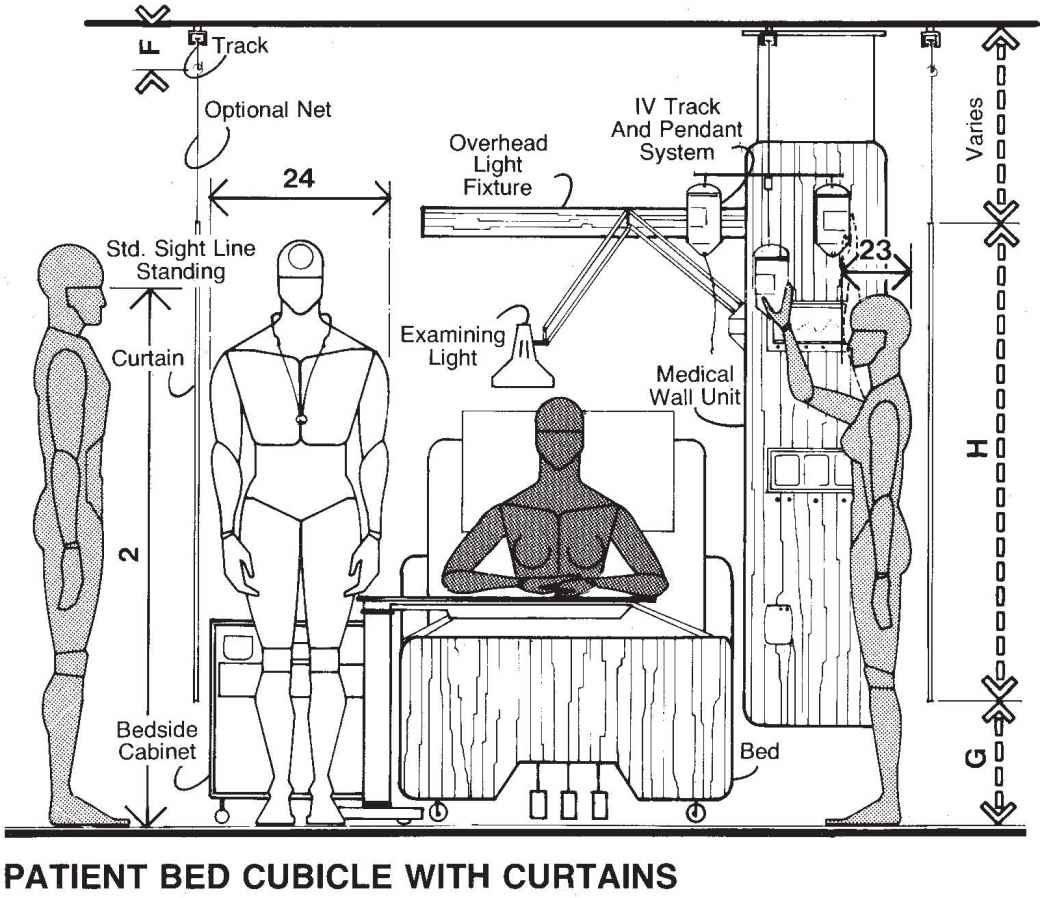 F
Track
Optional Net
24
Std. Sight Line
Standing
Curtain
2
Bedside
Cabinet
Overhead
Light
Fixture
IV Track
And Pendant
System
Examining
Light
Medical
Wall Unit
23
Bed
Varies
H
G
PATIENT BED CUBICLE WITH CURTAINS